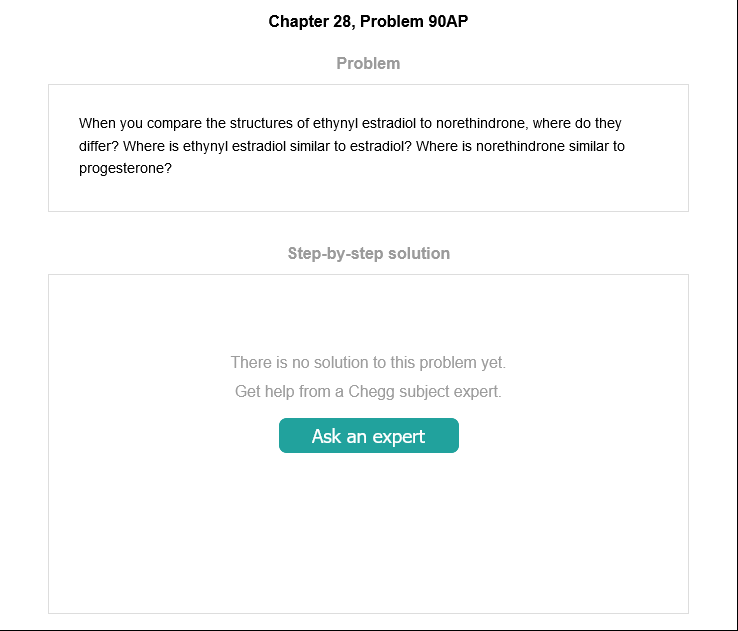 Chapter 28, Problem 90AP
Problem
When you compare the structures of ethynyl estradiol to norethindrone, where do they
differ? Where is ethynyl estradiol similar to estradiol? Where is norethindrone similar to
progesterone?
Step-by-step solution
There is no solution to this problem yet.
Get help from a Chegg subject expert.
Ask an expert